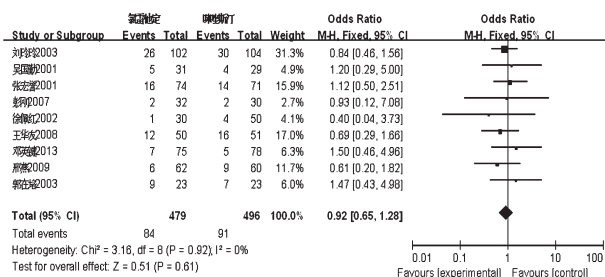 Odds Ratio Odds Ratio
Study or Subgroup Events Total Events Total Weight M-H, Fixed, 95% CI M-H, Fixed, 95% CI
2003 26 102 30 104 31.3% 0.84 [0.46, 1.56]
2001 5 31 4 29 4.9% 1.20 [0.29, 5.00]
2001 16 74 14 71 15.8% 1.12 [0.50, 2.51]
2007 2 32 2 30 2.7% 0.93 [0.12, 7.08]
2002 1 30 4 50 4.0% 0.40 [0.04, 3.73]
2008 12 50 16 51 17.0% 0.69 [0.29, 1.66]
2013 7 75 5 78 6.1% 1.50 [0.46, 4.96]
2009 6 62 9 60 11.7% 0.61 [0.20, 1.82]
2003 9 23 7 23 6.0% 1.47 [0.43, 4.98]
Total (95% CI) 479 496 100.0% 0.92 [0.65, 1.28]
Total events 84 91
Heterogeneity: Chi² = 3.16, df = 8 (P = 0.92); I² = 0%
Test for overall effect: Z = 0.51 (P = 0.61)
0.01 0.1 1 10 100
Favours [experimental] Favours [control]